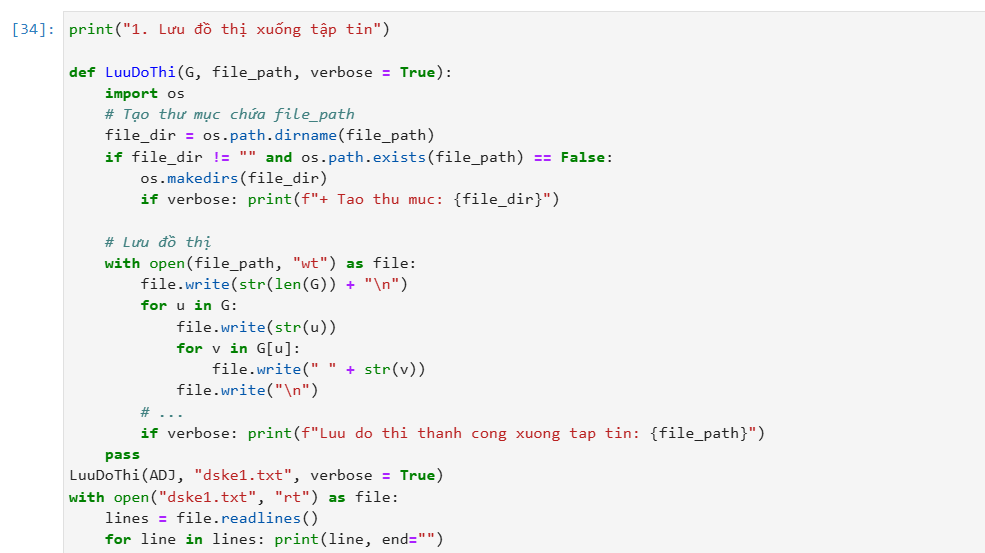 [34]: print("1. Lưu đồ thị xuống tập tin")

def LuuDoThi(G, file_path, verbose = True):
    import os
    # Tạo thư mục chứa file_path
    file_dir = os.path.dirname(file_path)
    if file_dir != "" and os.path.exists(file_path) == False:
        os.makedirs(file_dir)
        if verbose: print(f"+ Tao thu muc: {file_dir}")

    # Lưu đồ thị
    with open(file_path, "wt") as file:
        file.write(str(len(G)) + "\n")
        for u in G:
            file.write(str(u))
            for v in G[u]:
                file.write(" " + str(v))
            file.write("\n")
        # ...
        if verbose: print(f"Luu do thi thanh cong xuong tap tin: {file_path}")
    pass
LuuDoThi(ADJ, "dske1.txt", verbose = True)
with open("dske1.txt", "rt") as file:
    lines = file.readlines()
    for line in lines: print(line, end="")